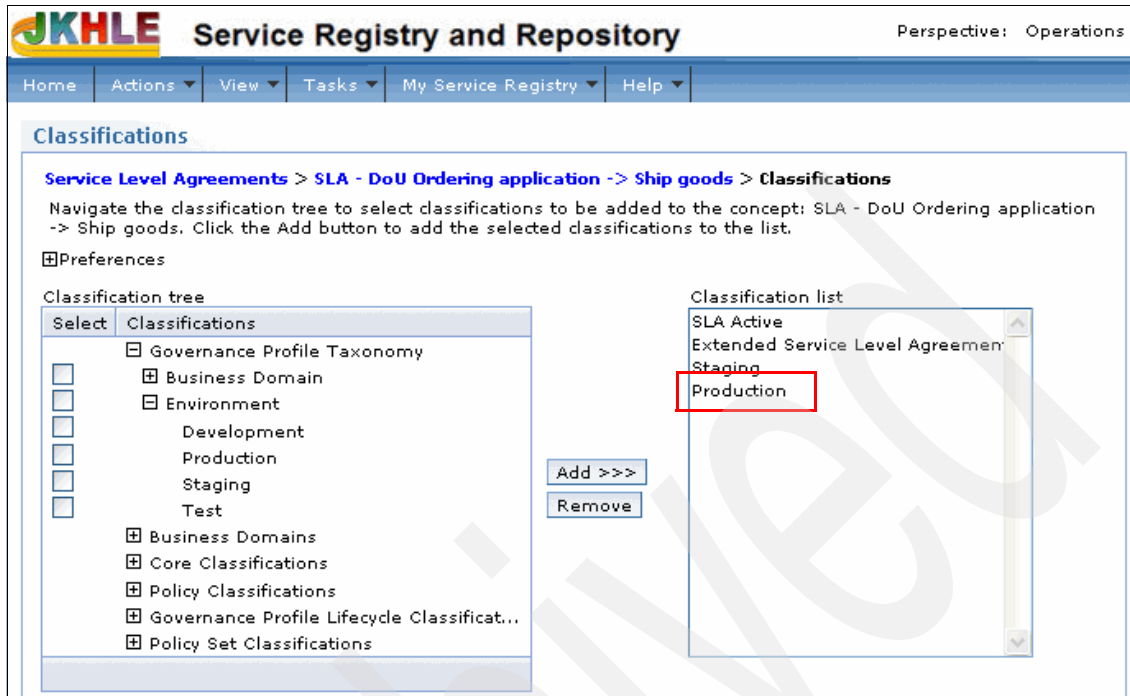 JKHLE Service Registry and Repository Perspective: Operations
Home Actions View Tasks My Service Registry Help
Classifications
Service Level Agreements > SLA - DoU Ordering application -> Ship goods > Classifications
Navigate the classification tree to select classifications to be added to the concept: SLA - DoU Ordering application
-> Ship goods. Click the Add button to add the selected classifications to the list.
Preferences
Classification tree
Select Classifications
Governance Profile Taxonomy
Business Domain
Environment
Development
Production
Staging
Test
Business Domains
Core Classifications
Policy Classifications
Governance Profile Lifecycle Classificat...
Policy Set Classifications
Add >>>
Remove
Classification list
SLA Active
Extended Service Level Agreemen
Staging
Production